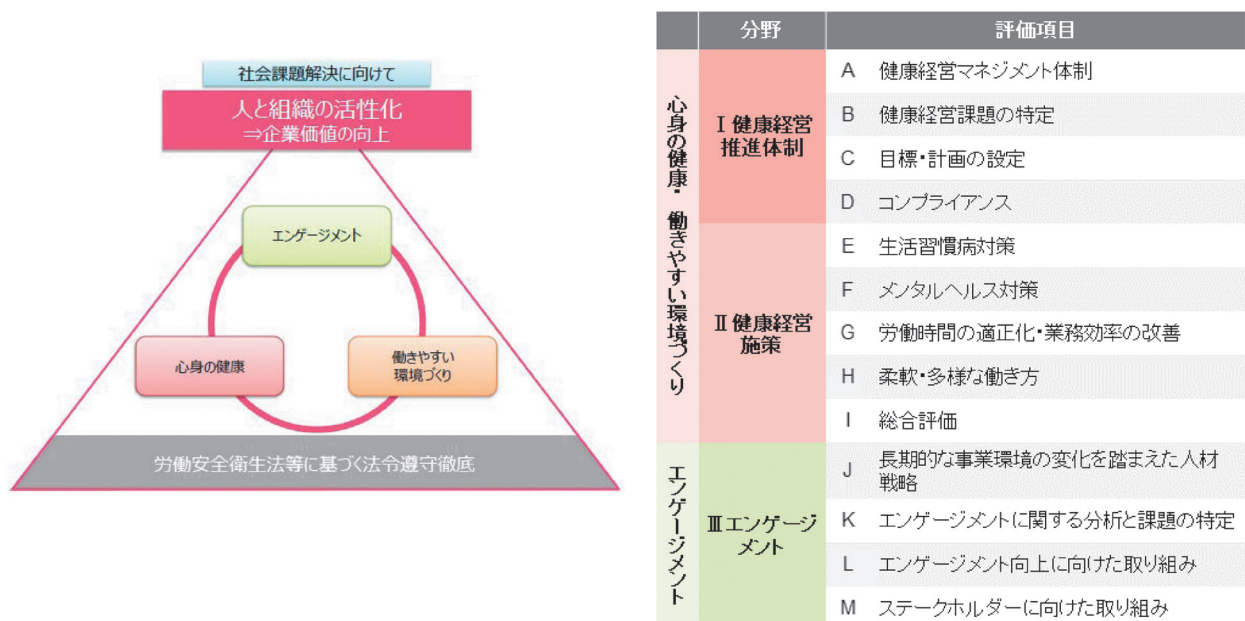 社会課題解決に向けて
人と組織の活性化
⇒企業価値の向上
エンゲージメント
心身の健康
働きやすい
環境づくり
労働安全衛生法等に基づく法令遵守徹底
分野
評価項目
心身の健康・働きやすい環境づくり
Ⅰ健康経営
推進体制
A 健康経営マネジメント体制
B 健康経営課題の特定
C 目標・計画の設定
D コンプライアンス
Ⅱ健康経営
施策
E 生活習慣病対策
F メンタルヘルス対策
G 労働時間の適正化・業務効率の改善
H 柔軟・多様な働き方
I 総合評価
エンゲージメント
Ⅲエンゲージ
メント
J 長期的な事業環境の変化を踏まえた人材
戦略
K エンゲージメントに関する分析と課題の特定
L エンゲージメント向上に向けた取り組み
M ステークホルダーに向けた取り組み